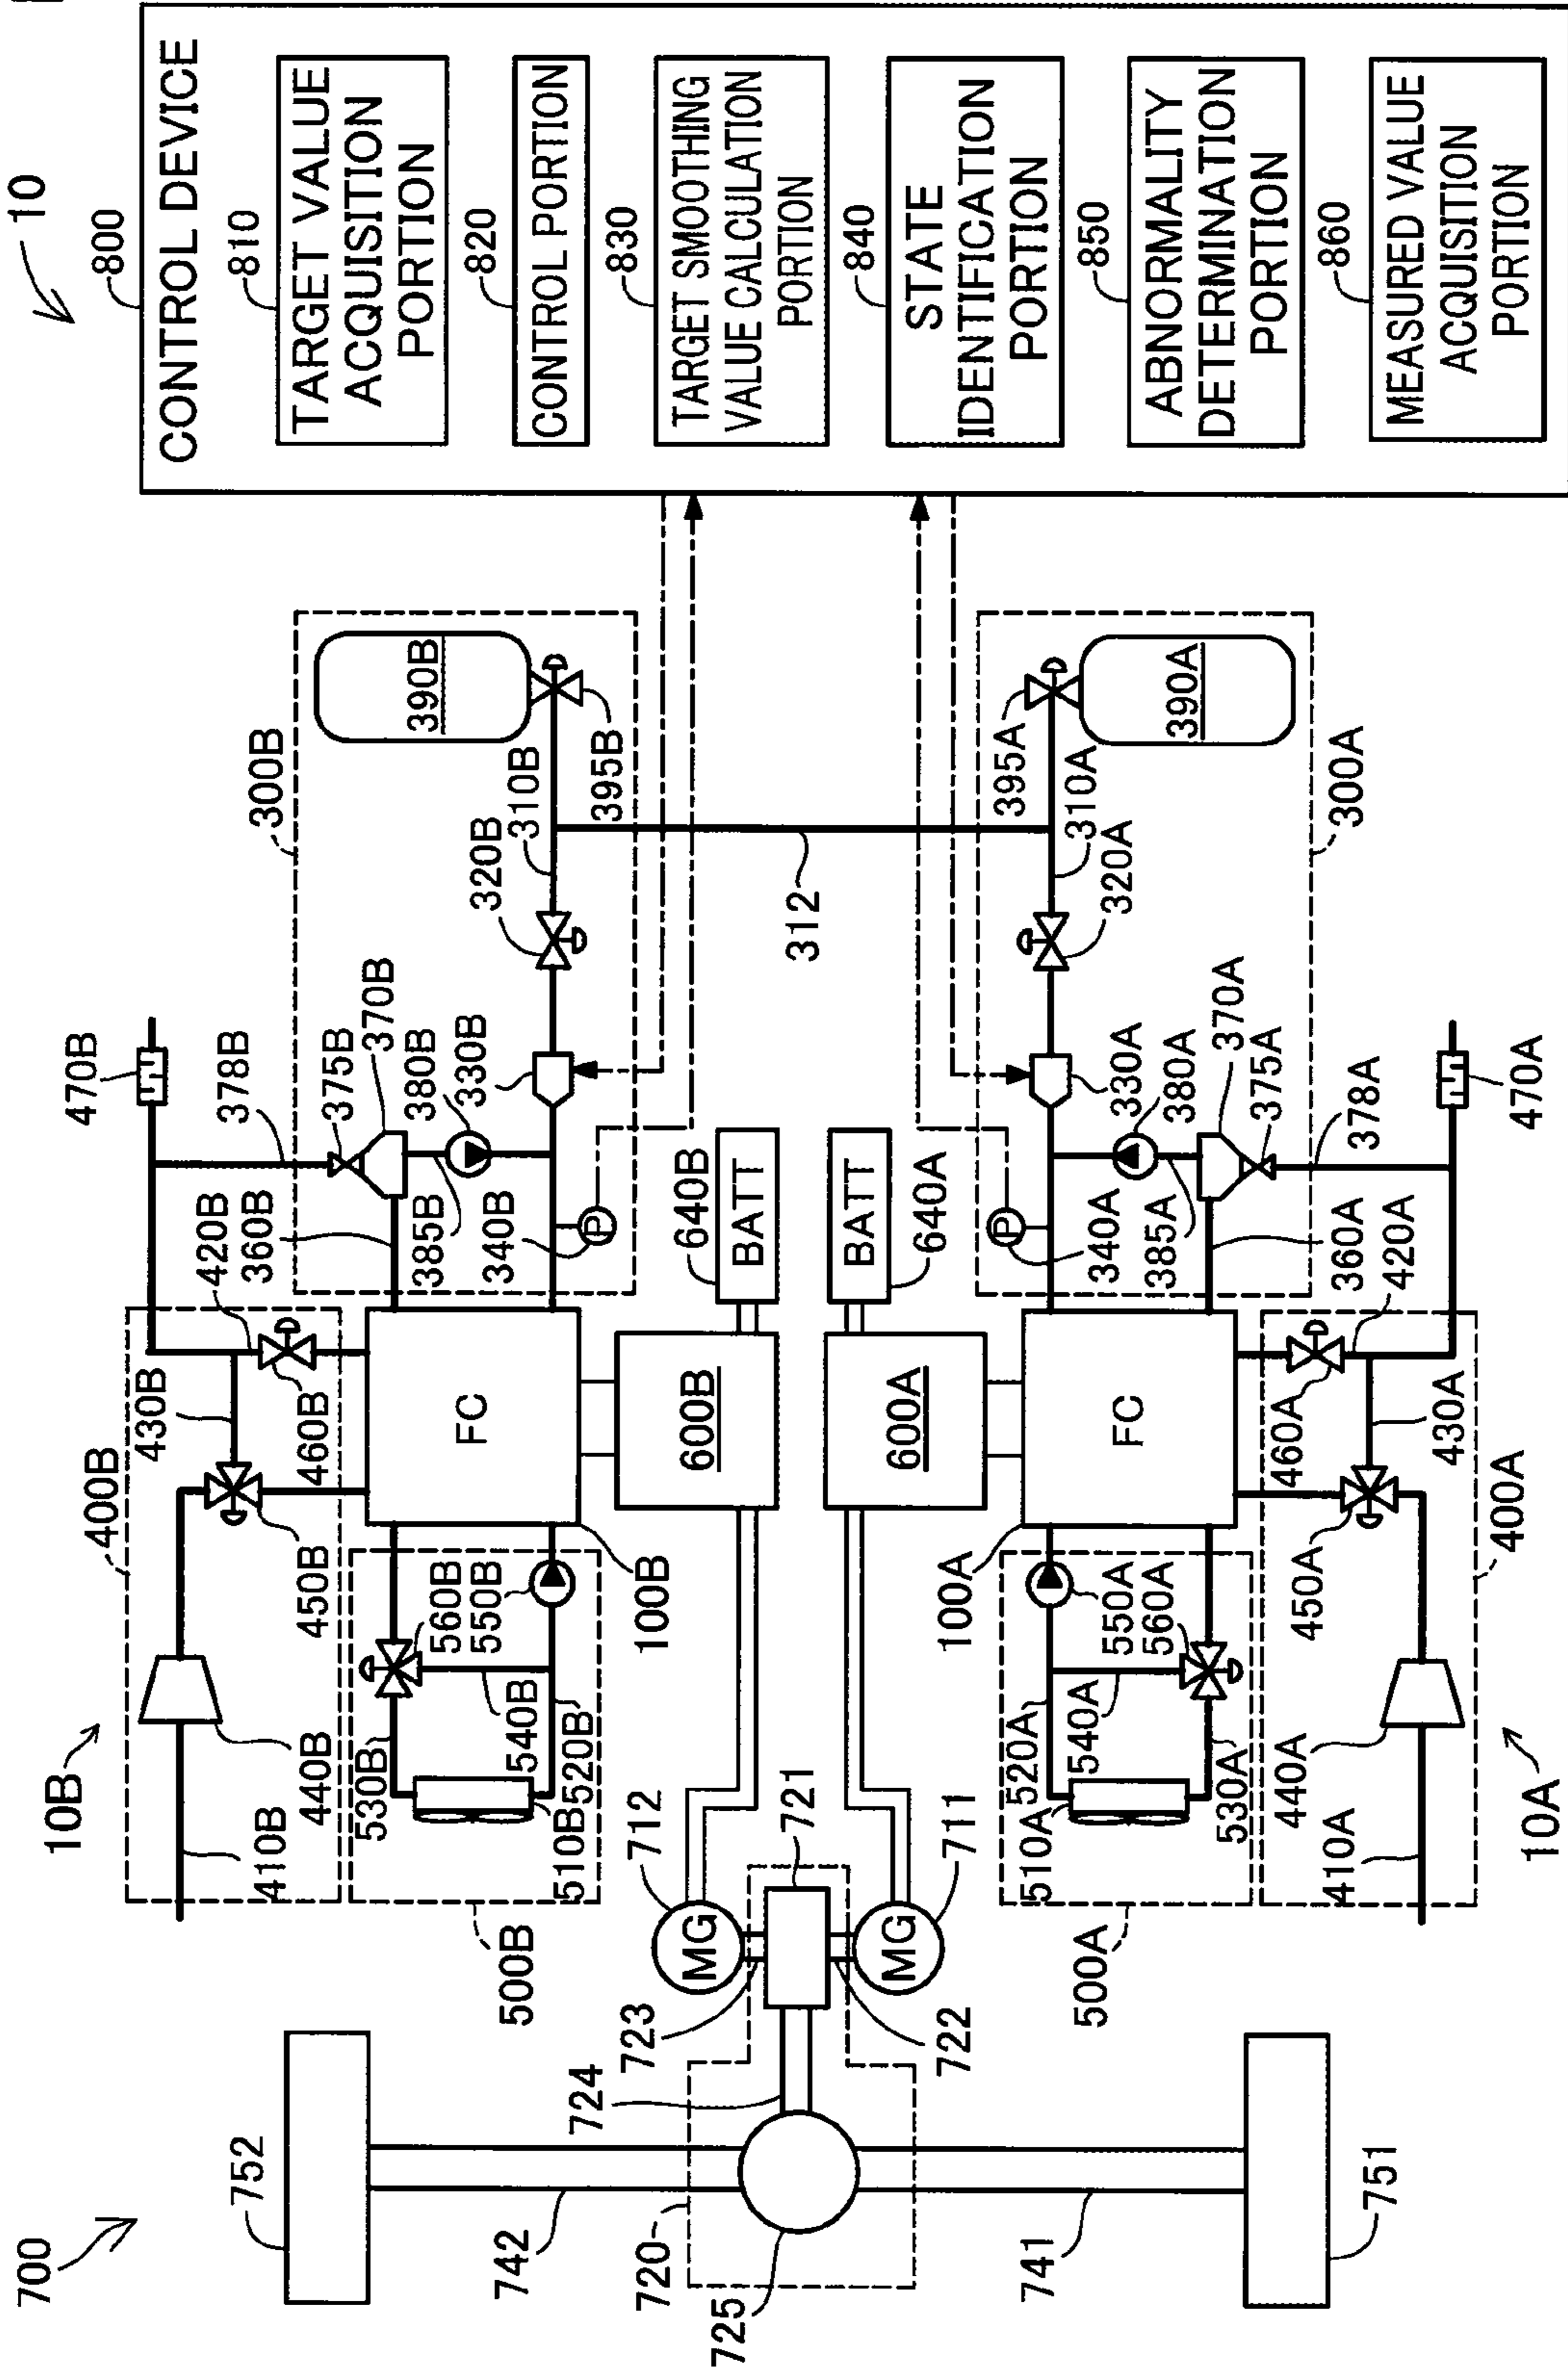 10
800
CONTROL DEVICE
810
TARGET VALUE
ACQUISITION
PORTION
820
CONTROL PORTION
830
TARGET SMOOTHING
VALUE CALCULATION
PORTION
840
STATE
IDENTIFICATION
PORTION
850
ABNORMALITY
DETERMINATION
PORTION
860
MEASURED VALUE
ACQUISITION
PORTION
300B
390B
395B
310B
320B
312
395A
310A
320A
390A
300A
470B
378B
375B
370B
380B
330B
420B
360B
385B
340B
640B
BATT
BATT
640A
330A
380A
370A
375A
378A
470A
340A
385A
360A
420A
10B
400B
430B
460B
450B
440B
410B
FC
100B
560B
550B
540B
530B
520B
510B
500B
600B
600A
FC
100A
550A
560A
540A
520A
530A
510A
500A
460A
430A
450A
400A
440A
410A
10A
712
MG
721
711
MG
723
722
724
700
752
742
720
725
741
751